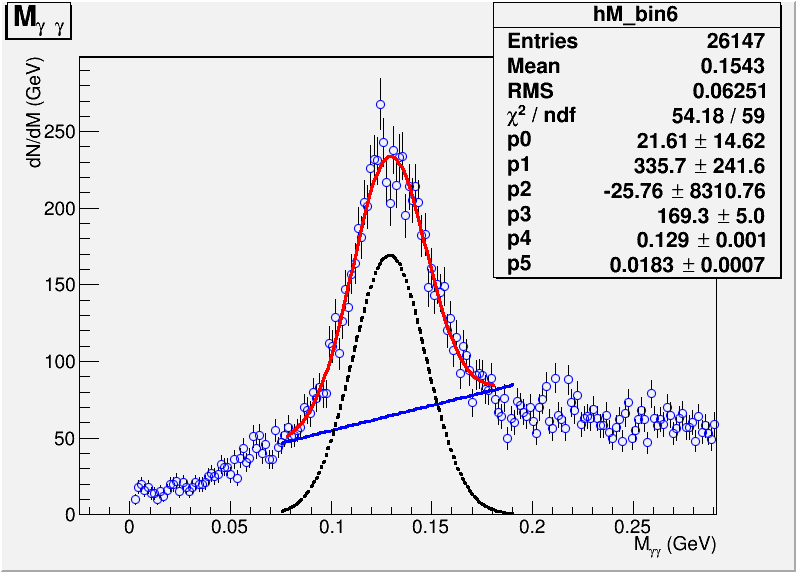 M γ γ
hM_bin6
Entries 26147
Mean 0.1543
RMS 0.06251
χ² / ndf 54.18 / 59
p0 21.61 ± 14.62
p1 335.7 ± 241.6
p2 -25.76 ± 8310.76
p3 169.3 ± 5.0
p4 0.129 ± 0.001
p5 0.0183 ± 0.0007
dN/dM (GeV)
250
200
150
100
50
0
0 0.05 0.1 0.15 0.2 0.25
M γγ (GeV)